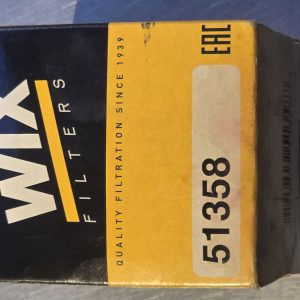 WIX
FILTERS
QUALITY FILTRATION SINCE 1939
51358
EAC